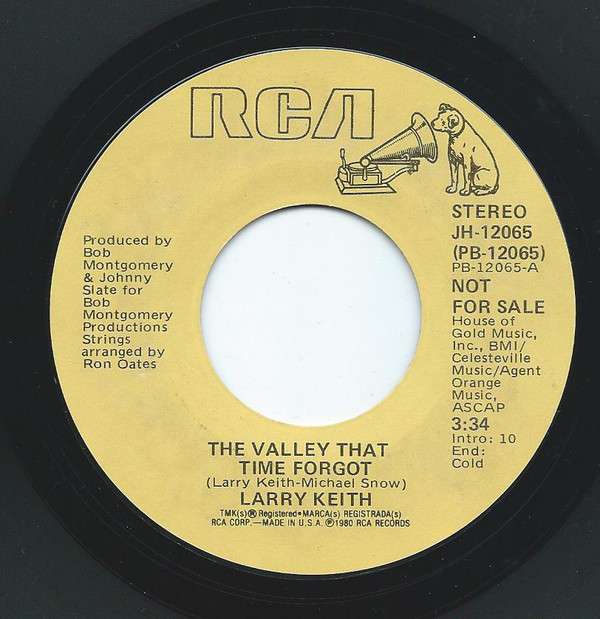 RCA
Produced by
Bob
Montgomery
& Johnny
Slate for
Bob
Montgomery
Productions
Strings
arranged by
Ron Oates
STEREO
JH-12065
(PB-12065)
PB-12065-A
NOT
FOR SALE
House of
Gold Music,
Inc., BMI/
Celesteville
Music/Agent
Orange
Music,
ASCAP
3:34
Intro: 10
End:
Cold
THE VALLEY THAT
TIME FORGOT
(Larry Keith-Michael Snow)
LARRY KEITH
TMK(s)®Registered•MARCA(s) REGISTRADA(s)
RCA CORP.—MADE IN U.S.A. ℗1980 RCA RECORDS